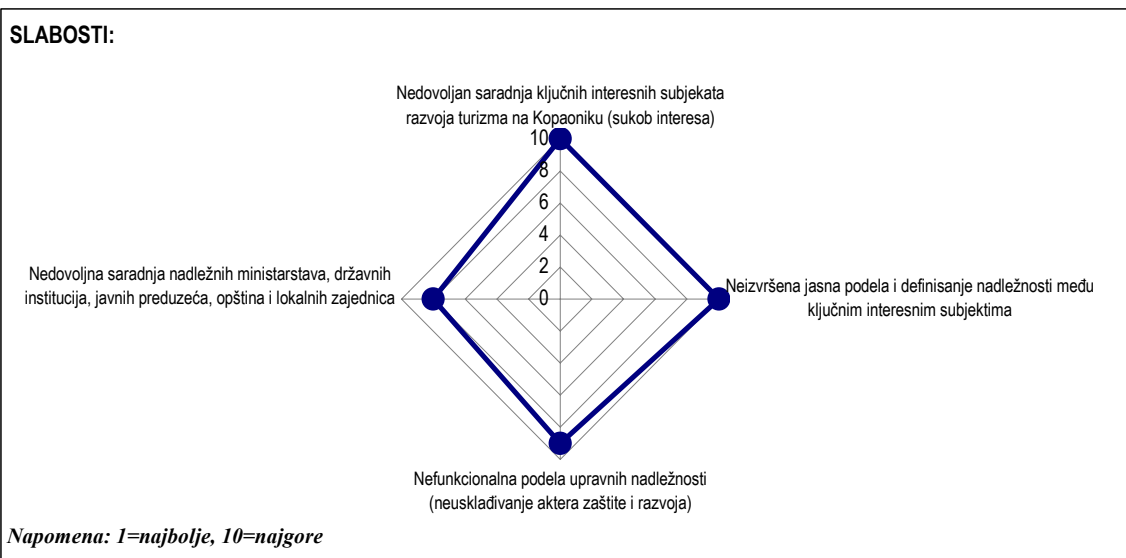 SLABOSTI:
Nedovoljan saradnja ključnih interesnih subjekata
razvoja turizma na Kopaoniku (sukob interesa)
10
8
6
4
2
0
Nedovoljna saradnja nadležnih ministarstava, državnih
institucija, javnih preduzeća, opština i lokalnih zajednica
Neizvršena jasna podela i definisanje nadležnosti među
ključnim interesnim subjektima
Nefunkcionalna podela upravnih nadležnosti
(neusklađivanje aktera zaštite i razvoja)
Napomena: 1=najbolje, 10=najgore